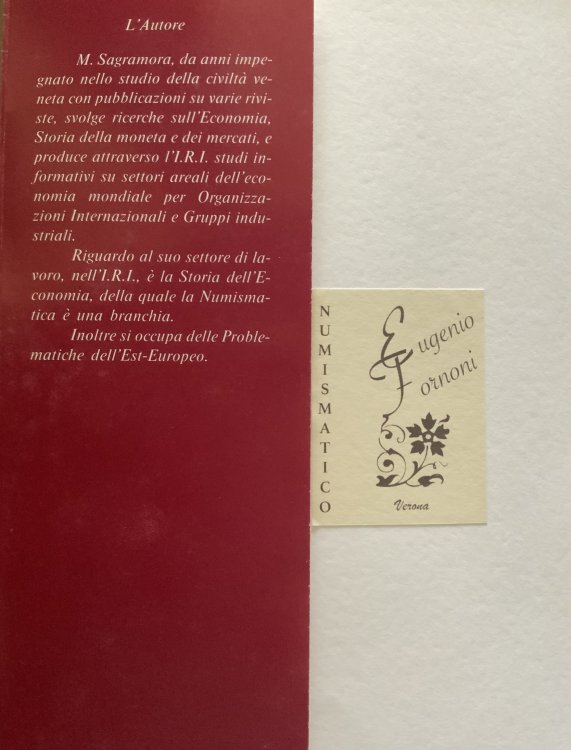 L'Autore
M. Sagramora, da anni impe-
gnato nello studio della civiltà ve-
neta con pubblicazioni su varie rivi-
ste, svolge ricerche sull'Economia,
Storia della moneta e dei mercati, e
produce attraverso l'I.R.I. studi in-
formativi su settori areali dell'eco-
nomia mondiale per Organizza-
zioni Internazionali e Gruppi indu-
striali.
Riguardo al suo settore di la-
voro, nell'I.R.I., è la Storia dell'E-
conomia, della quale la Numisma-
tica è una branchia.
Inoltre si occupa delle Proble-
matiche dell'Est-Europeo.
NUMISMATICO
Eugenio
Fornoni
Verona